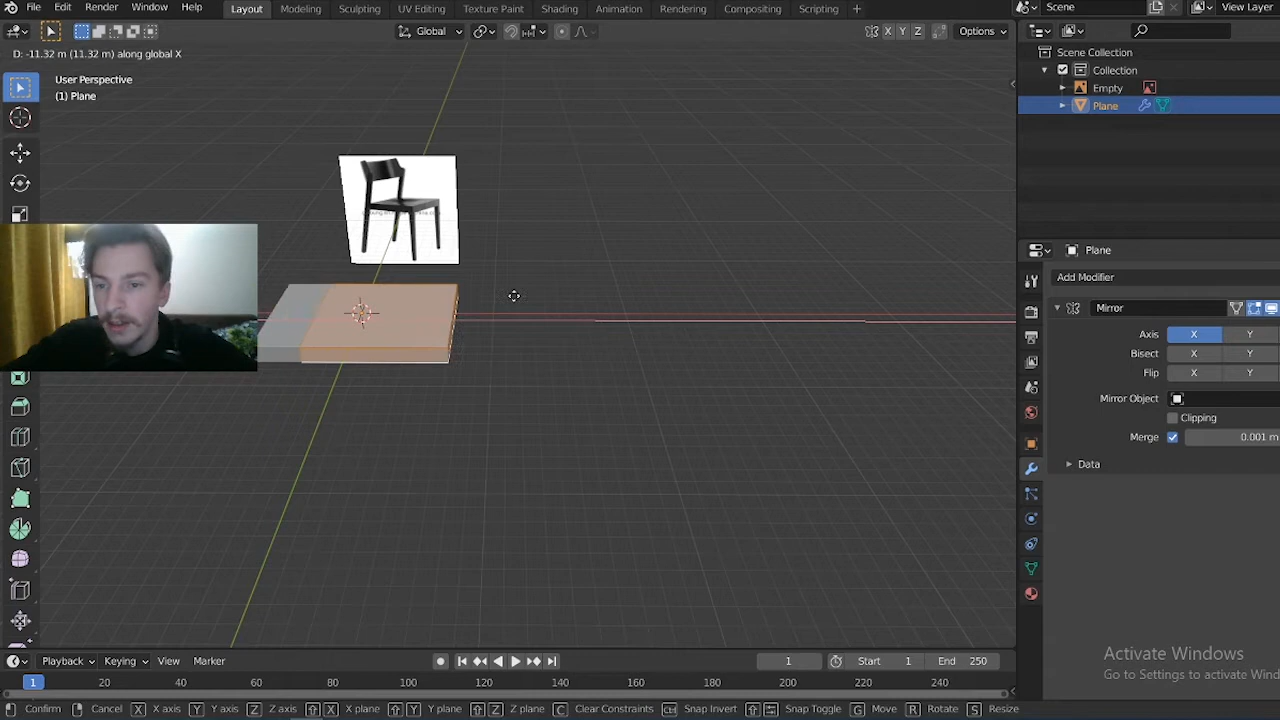 File Edit Render Window Help Layout Modeling Sculpting UV Editing Texture Paint Shading Animation Rendering Compositing Scripting + Scene View Layer
Global X Y Z Options
D: -11.32 m (11.32 m) along global X
User Perspective
(1) Plane
Scene Collection
Collection
Empty
Plane
Plane
Add Modifier
Mirror
Axis X Y
Bisect X Y
Flip X Y
Mirror Object
Clipping
Merge 0.001 m
Data
Activate Windows
Go to Settings to activate Win
Playback Keying View Marker 1 Start 1 End 250
1 20 40 60 80 100 120 140 160 180 200 220 240
Confirm Cancel X X axis Y Y axis Z Z axis X X plane Y Y plane Z Z plane C Clear Constraints Snap Invert Snap Toggle G Move R Rotate S Resize